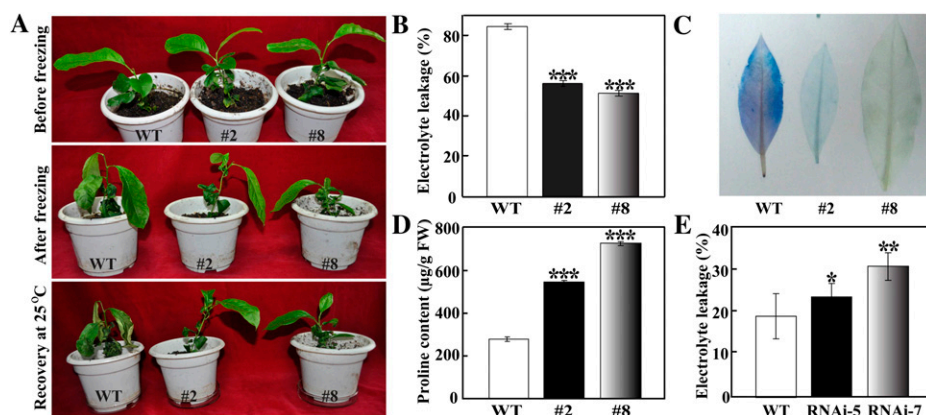 A
Before freezing
WT #2 #8
After freezing
WT #2 #8
Recovery at 25 °C
WT #2 #8
B
Electrolyte leakage (%)
80
60
40
20
0
*** ***
WT #2 #8
C
WT #2 #8
D
Proline content (µg/g FW)
800
600
400
200
0
*** ***
WT #2 #8
E
Electrolyte leakage (%)
40
30
20
10
0
* **
WT RNAi-5 RNAi-7